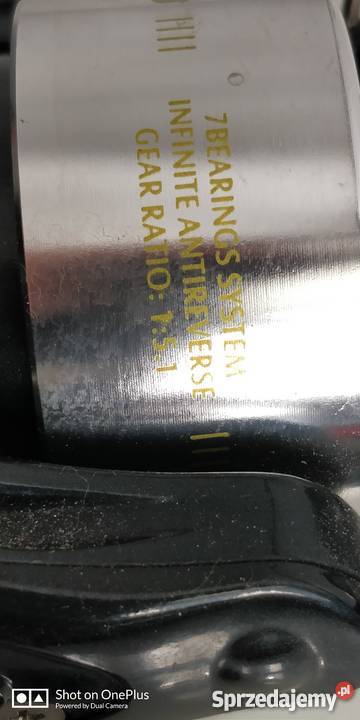 7BEARINGS SYSTEM
INFINITE ANTIREVERSE
GEAR RATIO: 1:5.1
Shot on OnePlus
Powered by Dual Camera
Sprzedajemy.pl